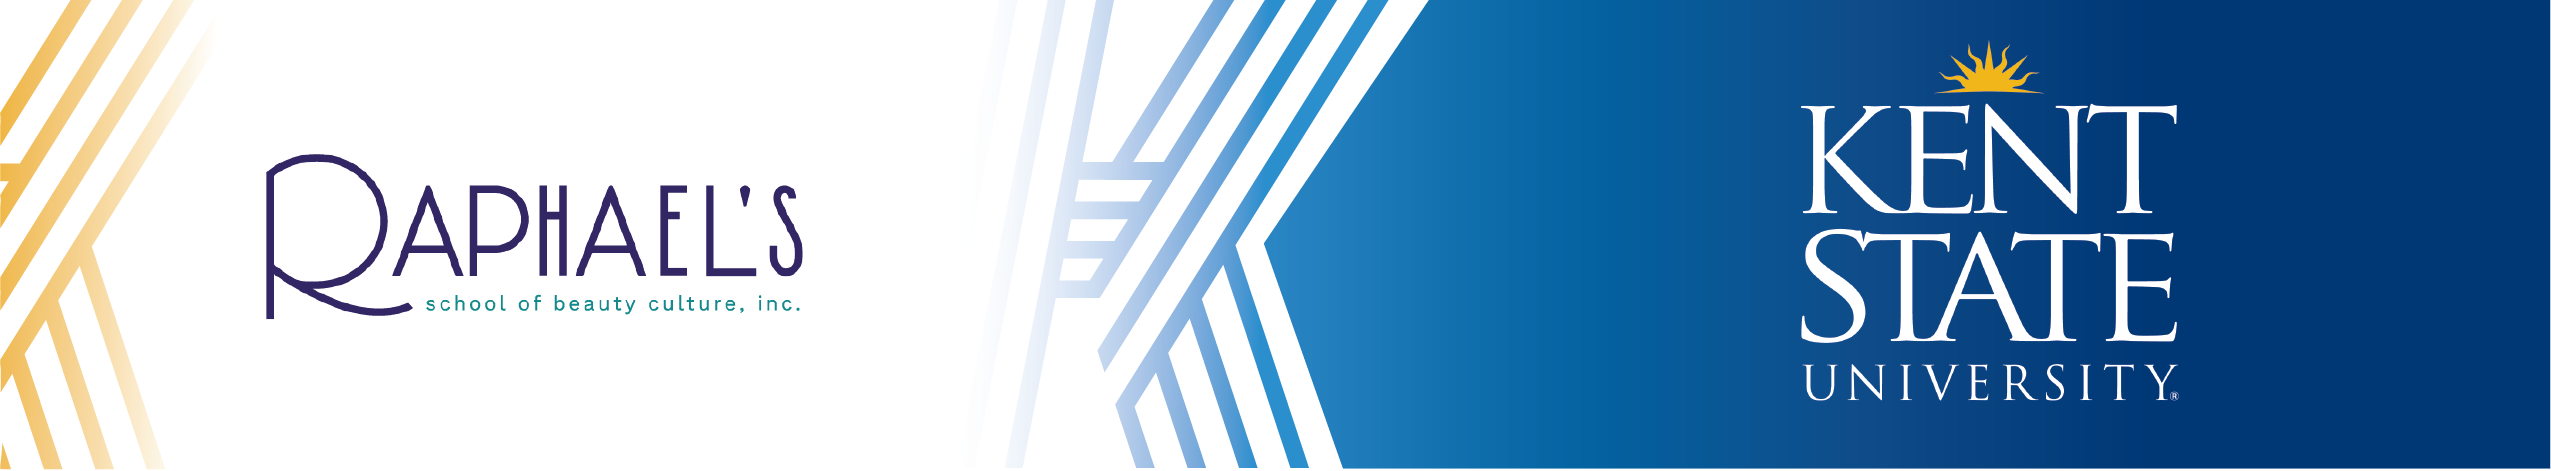 RAPHAEL'S
school of beauty culture, inc.
KENT
STATE
UNIVERSITY®